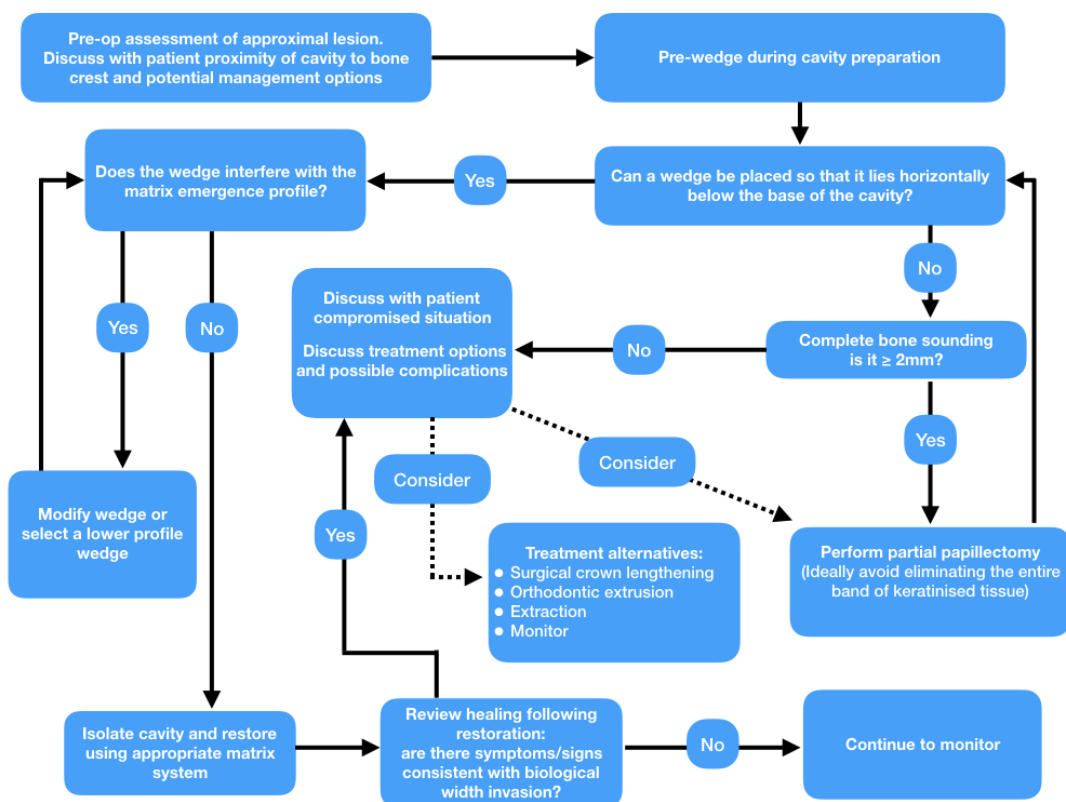 Pre-op assessment of approximal lesion.
Discuss with patient proximity of cavity to bone
crest and potential management options
Pre-wedge during cavity preparation
Does the wedge interfere with the
matrix emergence profile?
Yes
Can a wedge be placed so that it lies horizontally
below the base of the cavity?
No
Discuss with patient
compromised situation
Discuss treatment options
and possible complications
Yes
No
No
Complete bone sounding
is it ≥ 2mm?
Yes
Consider
Consider
Modify wedge or
select a lower profile
wedge
Yes
Treatment alternatives:
● Surgical crown lengthening
● Orthodontic extrusion
● Extraction
● Monitor
Perform partial papillectomy
(Ideally avoid eliminating the entire
band of keratinised tissue)
Isolate cavity and restore
using appropriate matrix
system
Review healing following
restoration:
are there symptoms/signs
consistent with biological
width invasion?
No
Continue to monitor